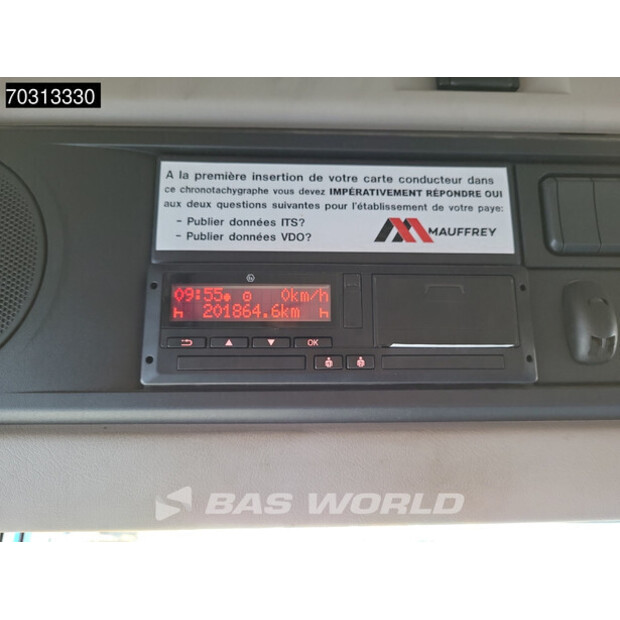 70313330
A la première insertion de votre carte conducteur dans
ce chronotachygraphe vous devez IMPÉRATIVEMENT RÉPONDRE OUI
aux deux questions suivantes pour l'établissement de votre paye:
- Publier données ITS?
- Publier données VDO?
MAUFFREY
09:55 0km/h
h 201864.6km h
OK
BAS WORLD